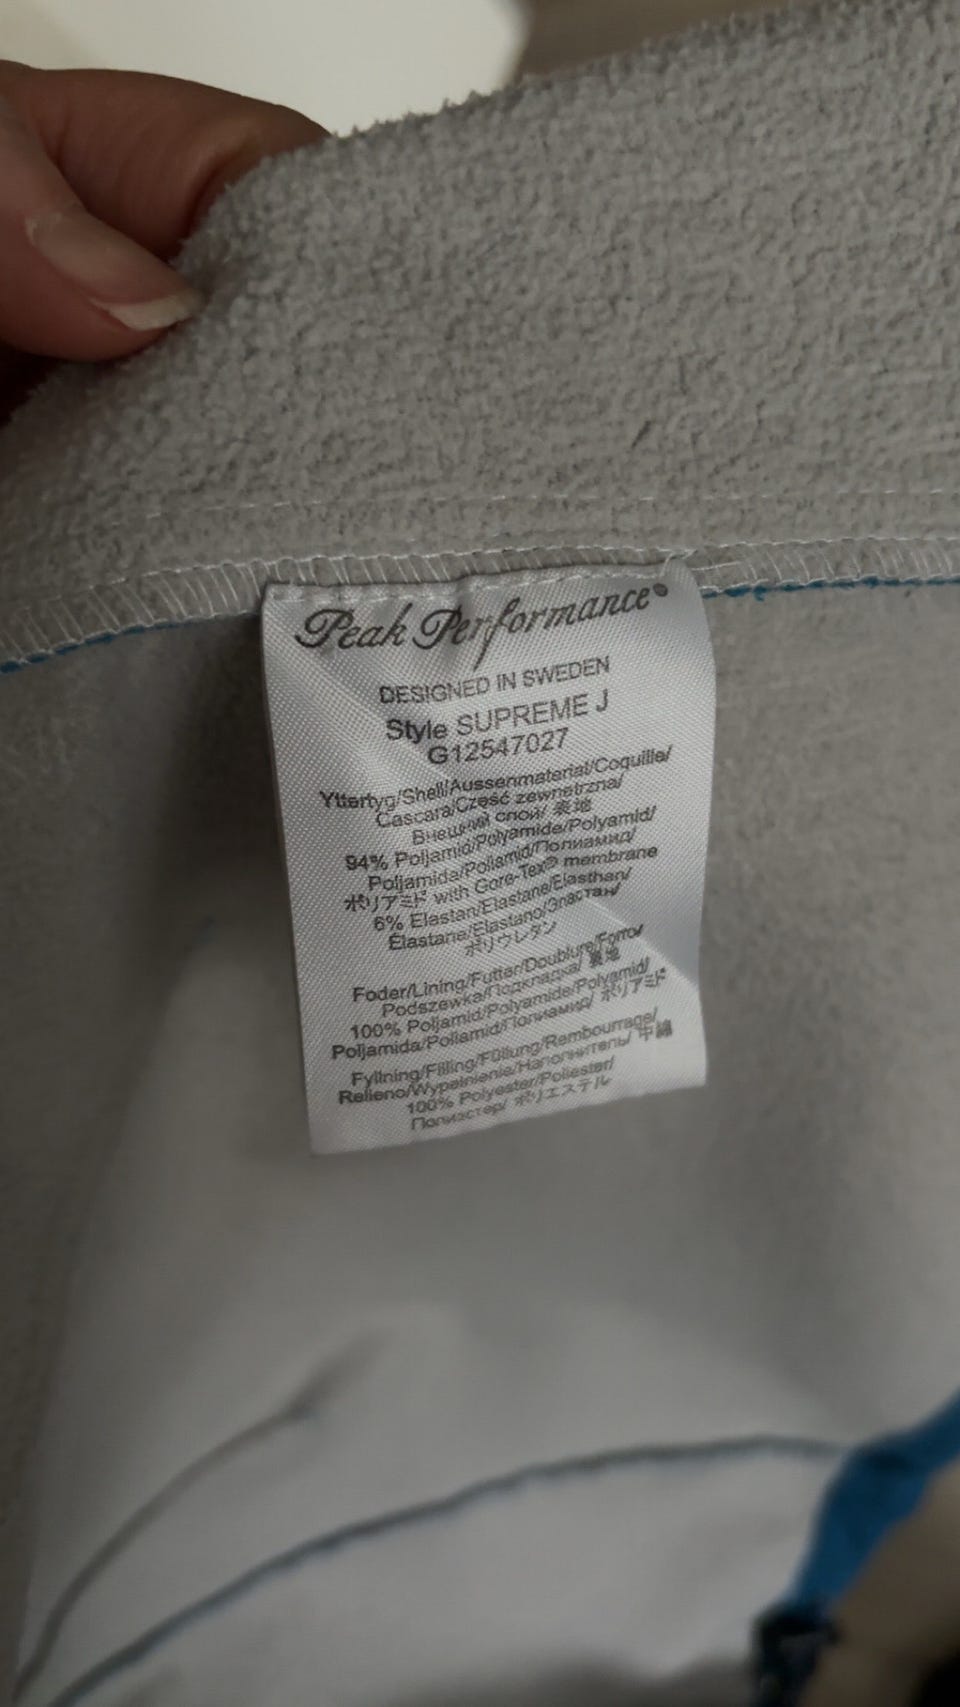 Peak Performance®
DESIGNED IN SWEDEN
Style SUPREME J
G12547027
Yttertyg/Shell/Aussenmaterial/Coquille/
Cascara/Część zewnetrzna/
Внешний слой/ 表地
94% Poljamid/Polyamide/Polyamid/
Poljamida/Poliamid/Полиамид/
ポリアミド with Gore-Tex® membrane
6% Elastan/Elastane/Elasthan/
Élastane/Elastano/Эластан/
ポリウレタン
Foder/Lining/Futter/Doublure/Forro/
Podszewka/Подкладка/ 裏地
100% Poljamid/Polyamide/Polyamid/
Poljamida/Poliamid/Полиамид/ ポリアミド
Fyllning/Filling/Füllung/Rembourrage/
Relleno/Wypełnienie/Наполнитель/ 中綿
100% Polyester/Poliester/
Полиэстер/ ポリエステル